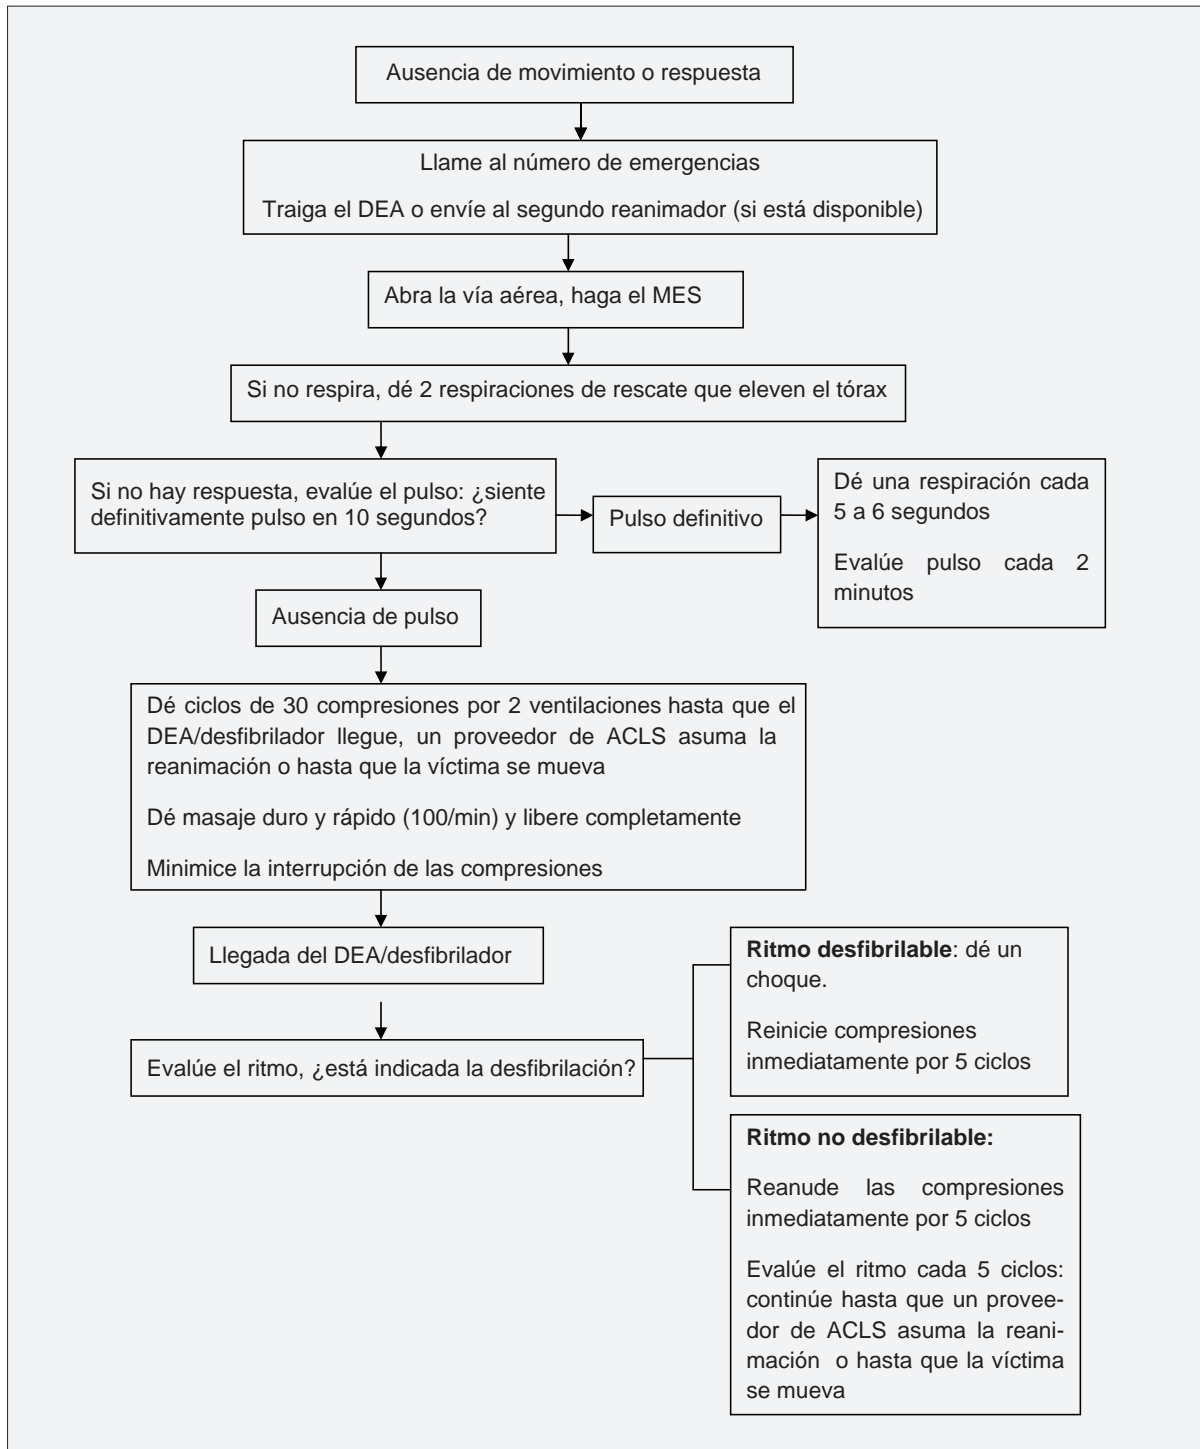 Ausencia de movimiento o respuesta
Llame al número de emergencias
Traiga el DEA o envíe al segundo reanimador (si está disponible)
Abra la vía aérea, haga el MES
Si no respira, dé 2 respiraciones de rescate que eleven el tórax
Si no hay respuesta, evalúe el pulso: ¿siente
definitivamente pulso en 10 segundos?
Pulso definitivo
Dé una respiración cada
5 a 6 segundos
Evalúe pulso cada 2
minutos
Ausencia de pulso
Dé ciclos de 30 compresiones por 2 ventilaciones hasta que el
DEA/desfibrilador llegue, un proveedor de ACLS asuma la
reanimación o hasta que la víctima se mueva
Dé masaje duro y rápido (100/min) y libere completamente
Minimice la interrupción de las compresiones
Llegada del DEA/desfibrilador
Evalúe el ritmo, ¿está indicada la desfibrilación?
Ritmo desfibrilable: dé un
choque.
Reinicie compresiones
inmediatamente por 5 ciclos
Ritmo no desfibrilable:
Reanude las compresiones
inmediatamente por 5 ciclos
Evalúe el ritmo cada 5 ciclos:
continúe hasta que un provee-
dor de ACLS asuma la reani-
mación o hasta que la víctima
se mueva